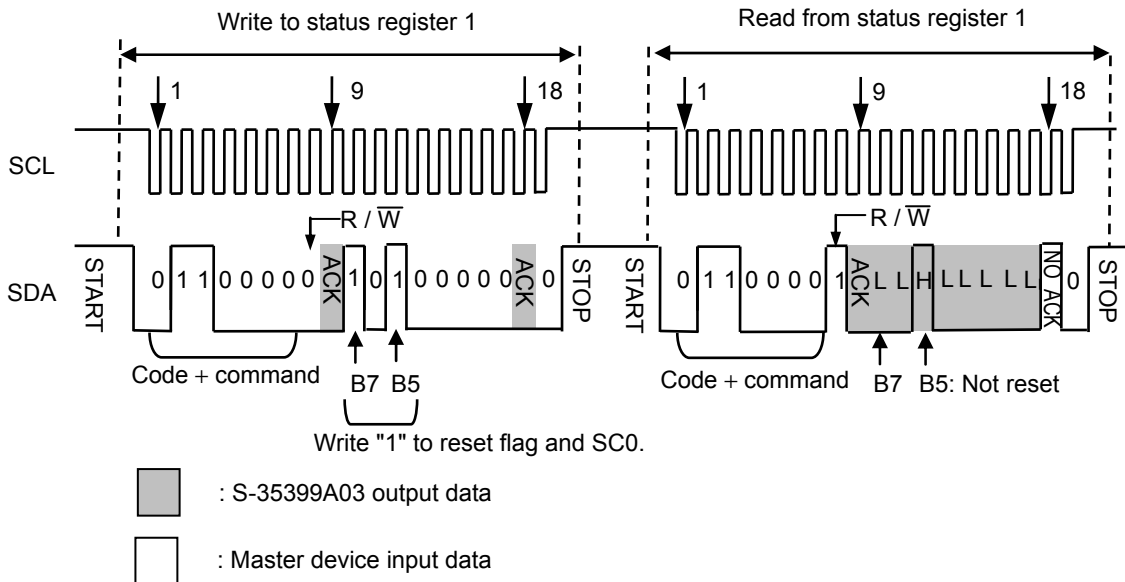 Write to status register 1
Read from status register 1
1 9 18 1 9 18
SCL
R / W R / W
SDA
START 0 1 1 0 0 0 0 0 ACK 1 0 1 0 0 0 0 0 ACK 0 STOP START 0 1 1 0 0 0 0 1 ACK L L H L L L L L NO ACK 0 STOP
Code + command B7 B5 Code + command B7 B5: Not reset
Write "1" to reset flag and SC0.
: S-35399A03 output data
: Master device input data